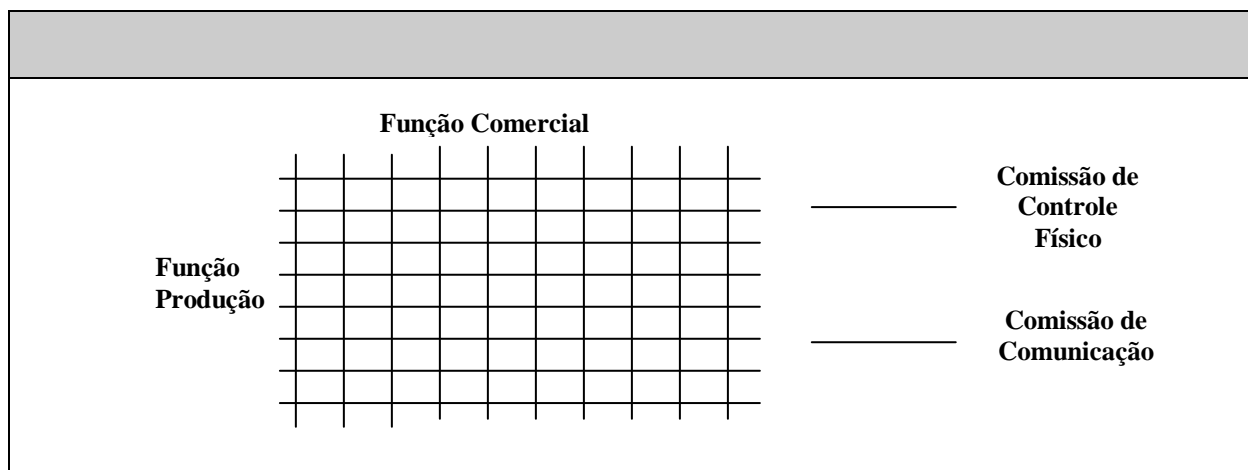 Função Comercial
Comissão de
Controle
Físico
Função
Produção
Comissão de
Comunicação